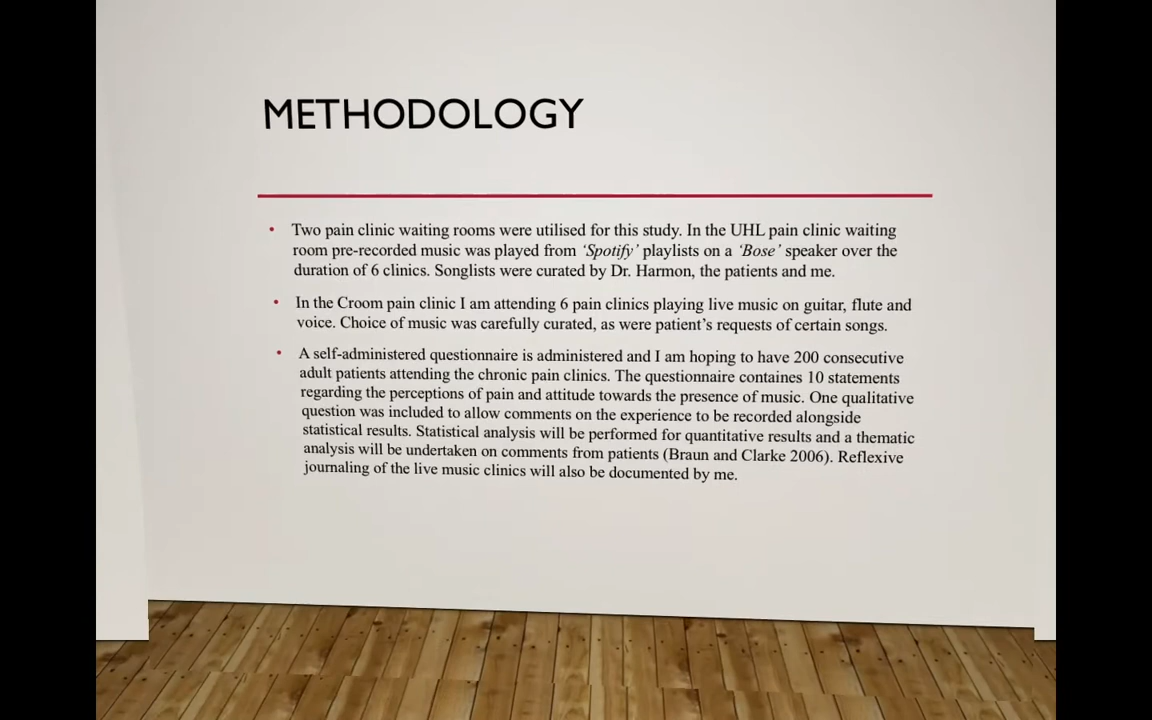 METHODOLOGY
• Two pain clinic waiting rooms were utilised for this study. In the UHL pain clinic waiting
room pre-recorded music was played from ‘Spotify’ playlists on a ‘Bose’ speaker over the
duration of 6 clinics. Songlists were curated by Dr. Harmon, the patients and me.
• In the Croom pain clinic I am attending 6 pain clinics playing live music on guitar, flute and
voice. Choice of music was carefully curated, as were patient’s requests of certain songs.
• A self-administered questionnaire is administered and I am hoping to have 200 consecutive
adult patients attending the chronic pain clinics. The questionnaire containes 10 statements
regarding the perceptions of pain and attitude towards the presence of music. One qualitative
question was included to allow comments on the experience to be recorded alongside
statistical results. Statistical analysis will be performed for quantitative results and a thematic
analysis will be undertaken on comments from patients (Braun and Clarke 2006). Reflexive
journaling of the live music clinics will also be documented by me.